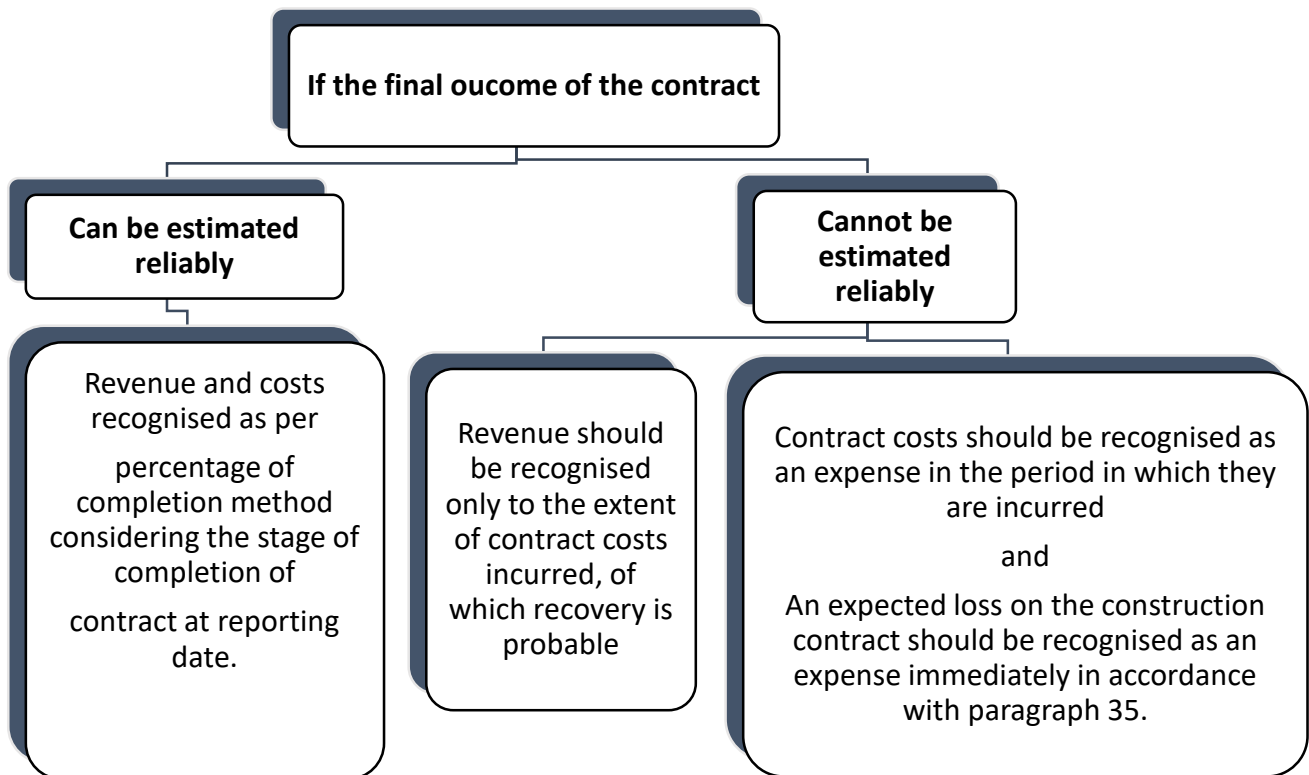 If the final oucome of the contract
Can be estimated
reliably
Cannot be
estimated
reliably
Revenue and costs
recognised as per
percentage of
completion method
considering the stage of
completion of
contract at reporting
date.
Revenue should
be recognised
only to the extent
of contract costs
incurred, of
which recovery is
probable
Contract costs should be recognised as
an expense in the period in which they
are incurred
and
An expected loss on the construction
contract should be recognised as an
expense immediately in accordance
with paragraph 35.